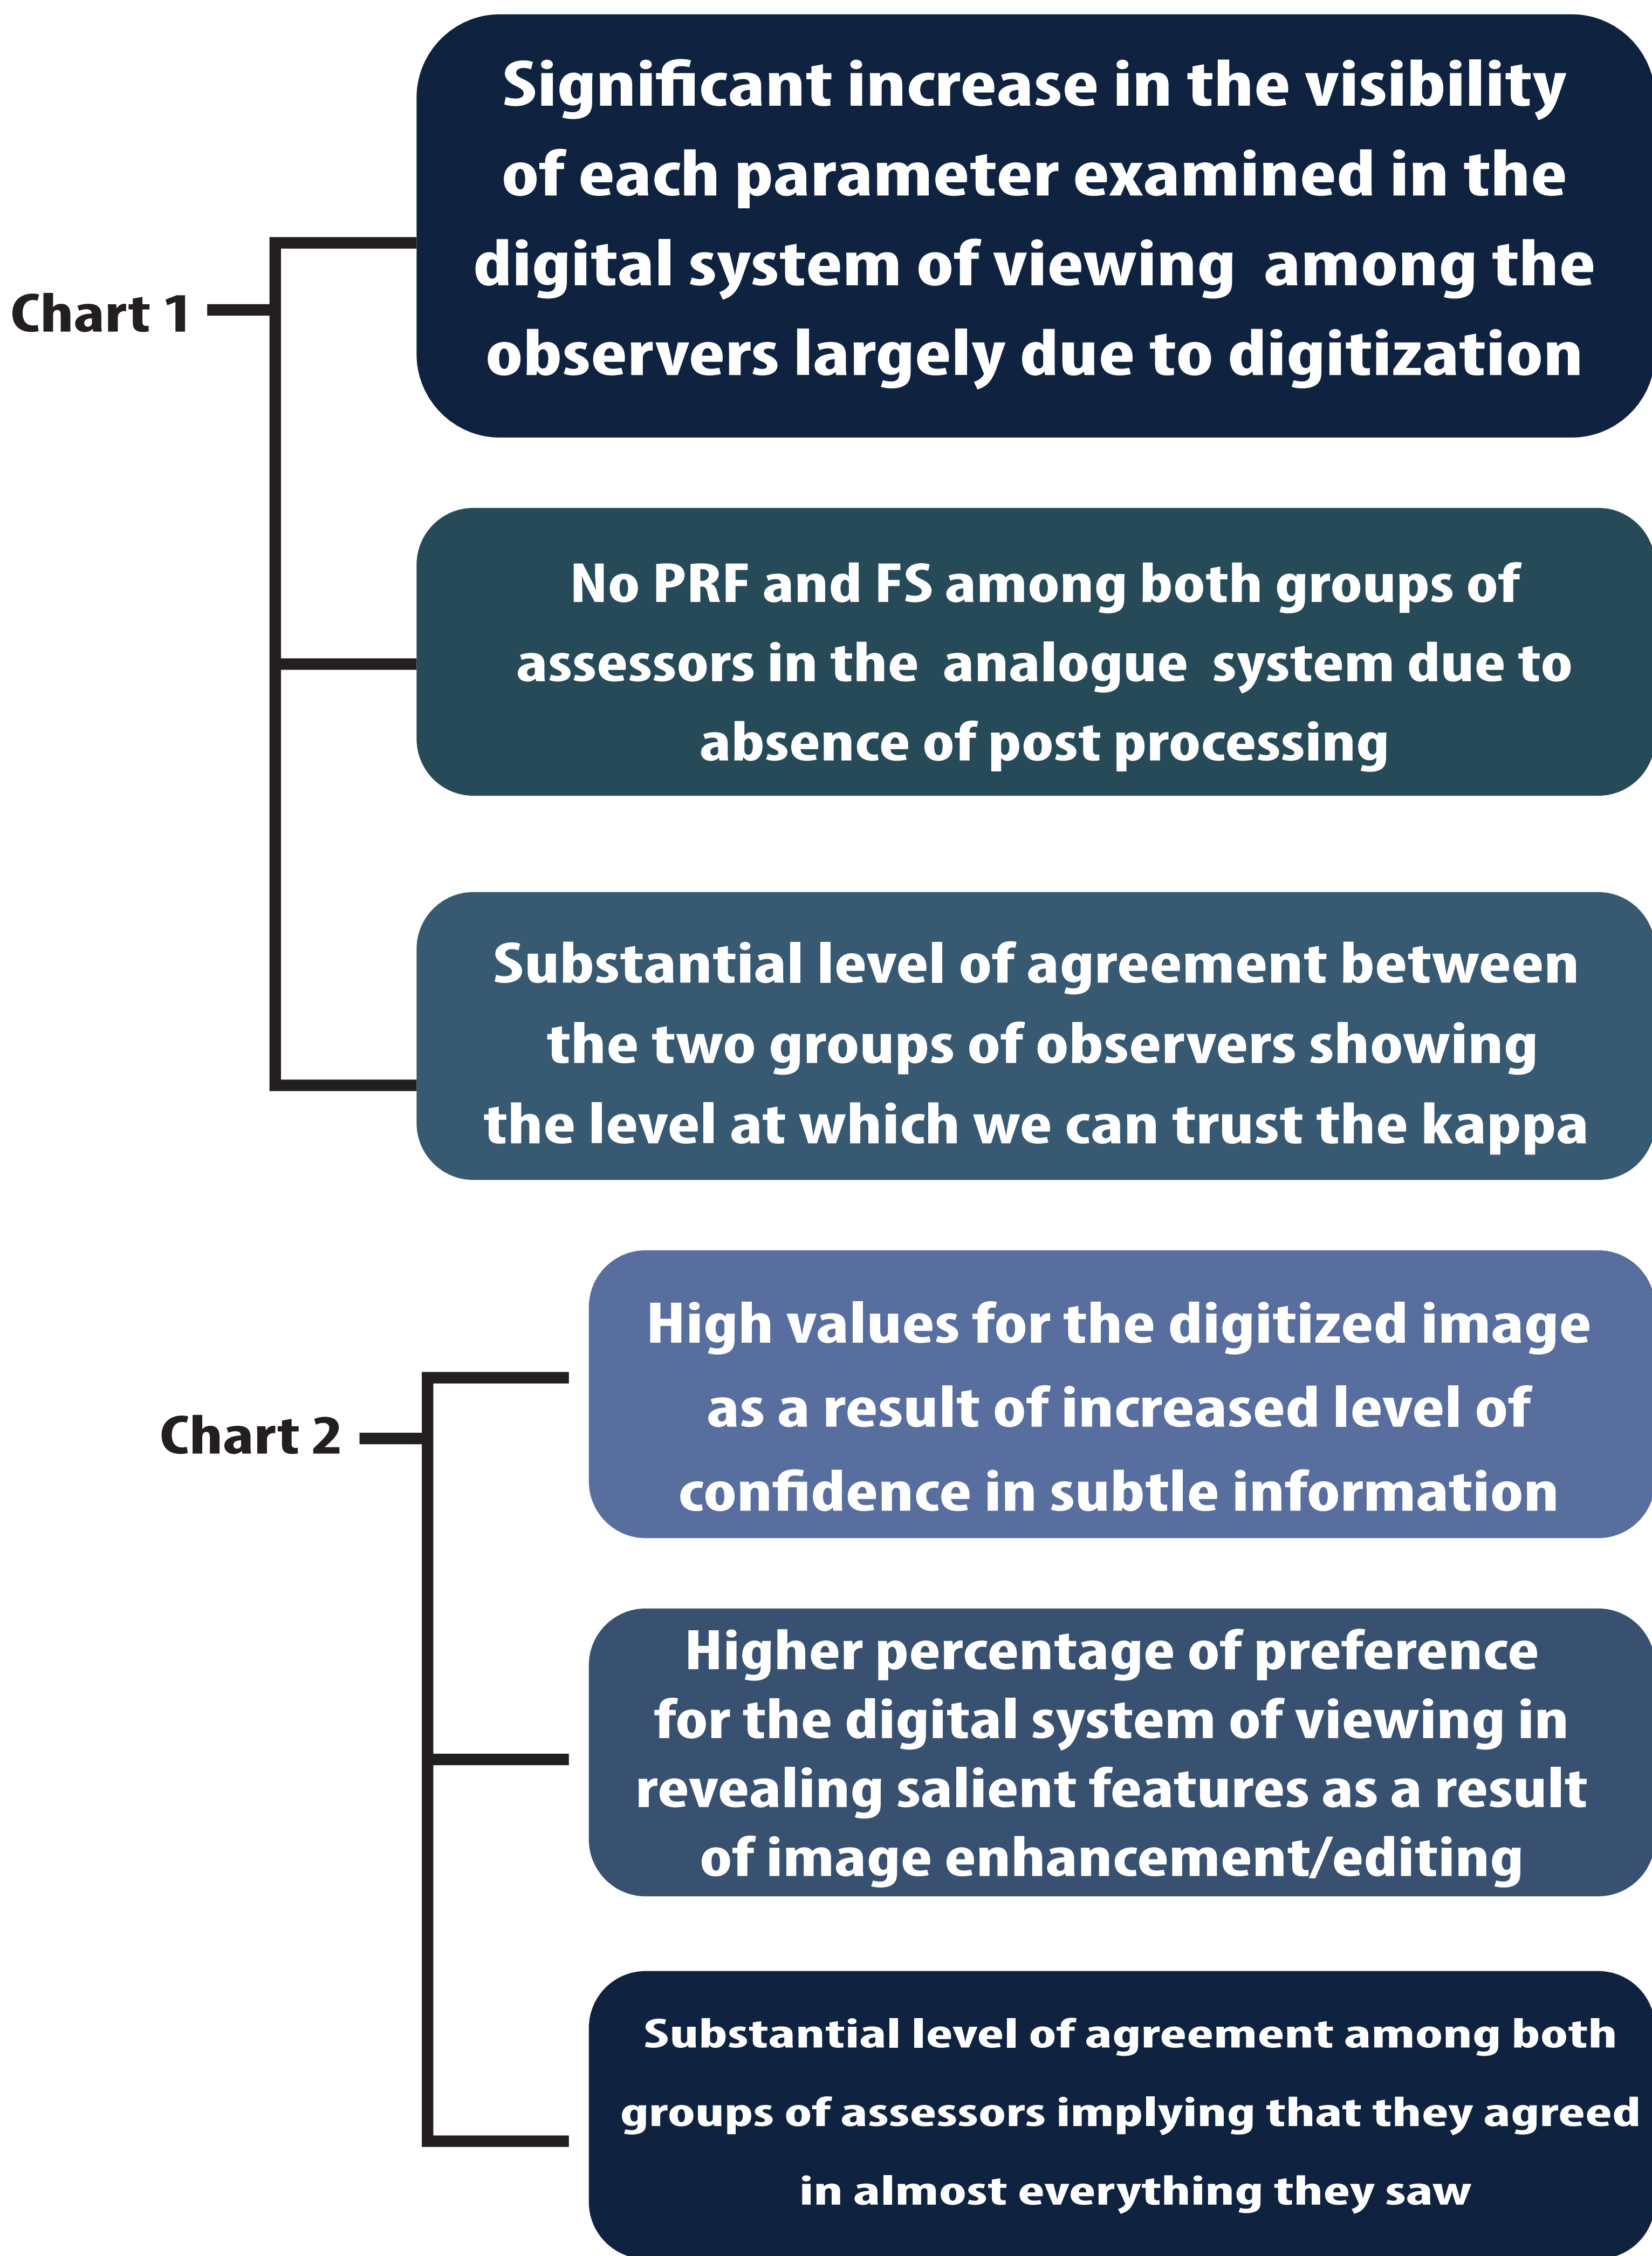 Significant increase in the visibility
of each parameter examined in the
digital system of viewing among the
observers largely due to digitization
Chart 1
No PRF and FS among both groups of
assessors in the analogue system due to
absence of post processing
Substantial level of agreement between
the two groups of observers showing
the level at which we can trust the kappa
High values for the digitized image
as a result of increased level of
confidence in subtle information
Chart 2
Higher percentage of preference
for the digital system of viewing in
revealing salient features as a result
of image enhancement/editing
Substantial level of agreement among both
groups of assessors implying that they agreed
in almost everything they saw